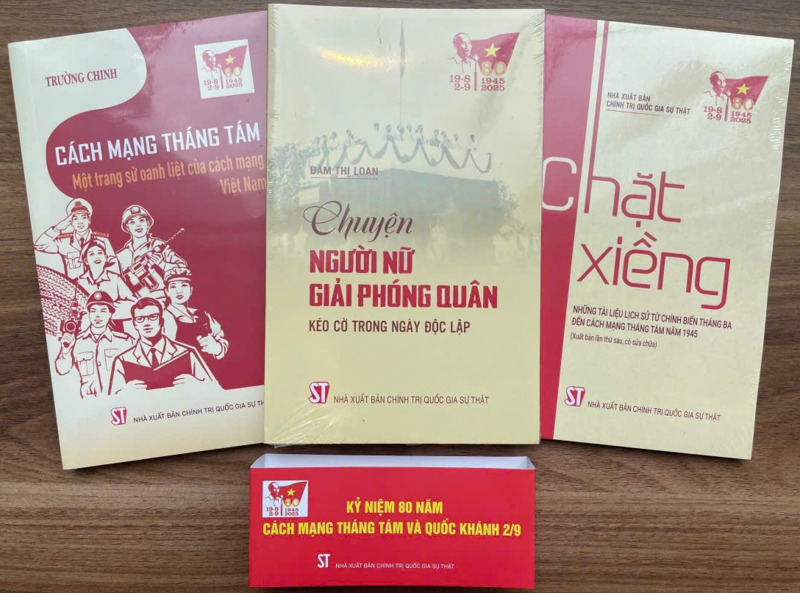 TRƯỜNG CHINH
19-8
2-9
80
1945
2025
CÁCH MẠNG THÁNG TÁM
Một trang sử oanh liệt của cách mạng
Việt Nam
ST NHÀ XUẤT BẢN CHÍNH TRỊ QUỐC GIA SỰ THẬT
19-8
2-9
80
1945
2025
ĐÀM THỊ LOAN
Chuyện
NGƯỜI NỮ
GIẢI PHÓNG QUÂN
KÉO CỜ TRONG NGÀY ĐỘC LẬP
ST NHÀ XUẤT BẢN CHÍNH TRỊ QUỐC GIA SỰ THẬT
NHÀ XUẤT BẢN
CHÍNH TRỊ QUỐC GIA SỰ THẬT
19-8
2-9
80
1945
2025
Chặt
xiềng
NHỮNG TÀI LIỆU LỊCH SỬ TỪ CHÍNH BIẾN THÁNG BA
ĐẾN CÁCH MẠNG THÁNG TÁM NĂM 1945
(Xuất bản lần thứ sáu, có sửa chữa)
ST NHÀ XUẤT BẢN CHÍNH TRỊ QUỐC GIA SỰ THẬT
19-8
2-9
80
1945
2025
KỶ NIỆM 80 NĂM
CÁCH MẠNG THÁNG TÁM VÀ QUỐC KHÁNH 2/9
ST NHÀ XUẤT BẢN CHÍNH TRỊ QUỐC GIA SỰ THẬT